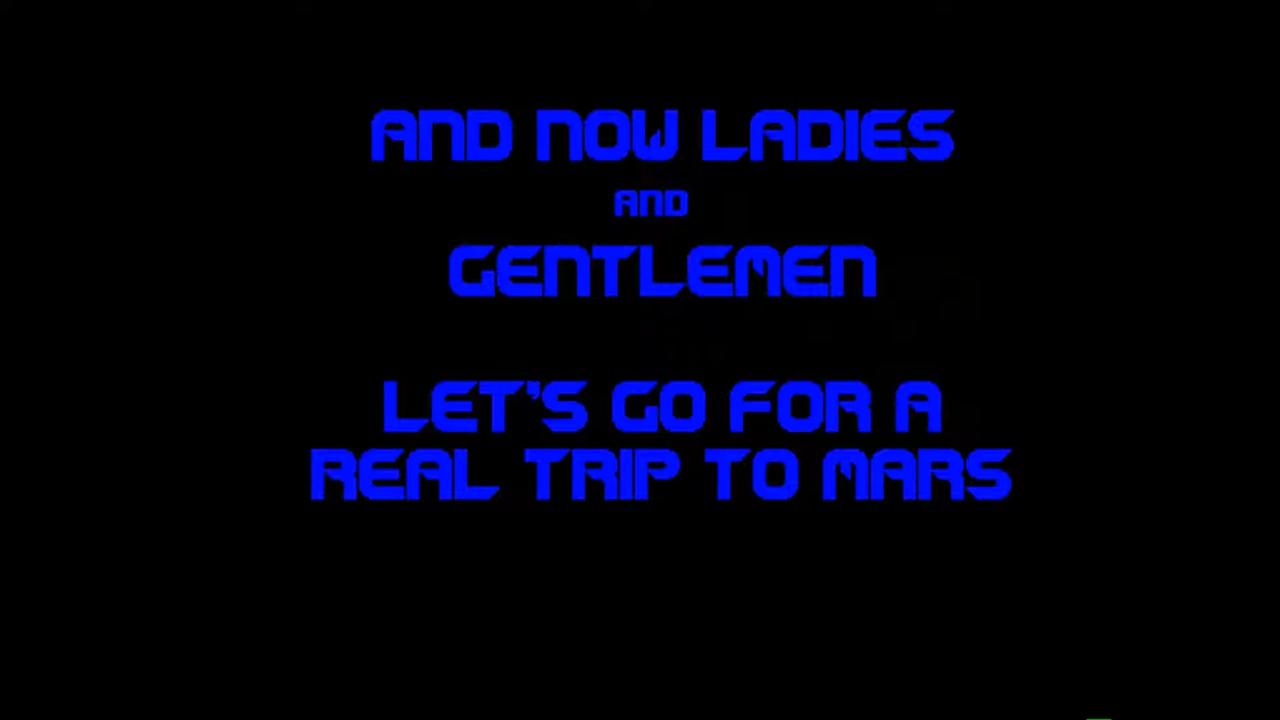 AND NOW LADIES
AND
GENTLEMEN
LET'S GO FOR A
REAL TRIP TO MARS